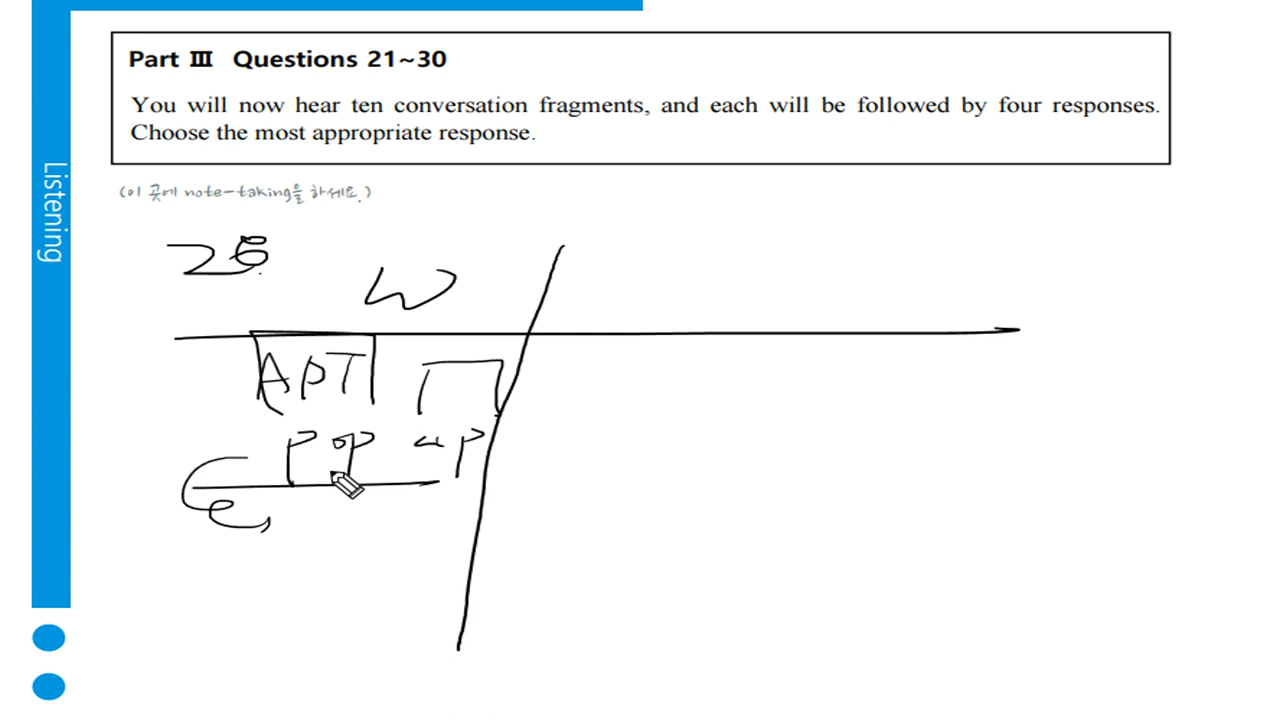 Part Ⅲ Questions 21~30
You will now hear ten conversation fragments, and each will be followed by four responses.
Choose the most appropriate response.
Listening
(이 곳에 note-taking을 하세요.)
W
APT
pop up